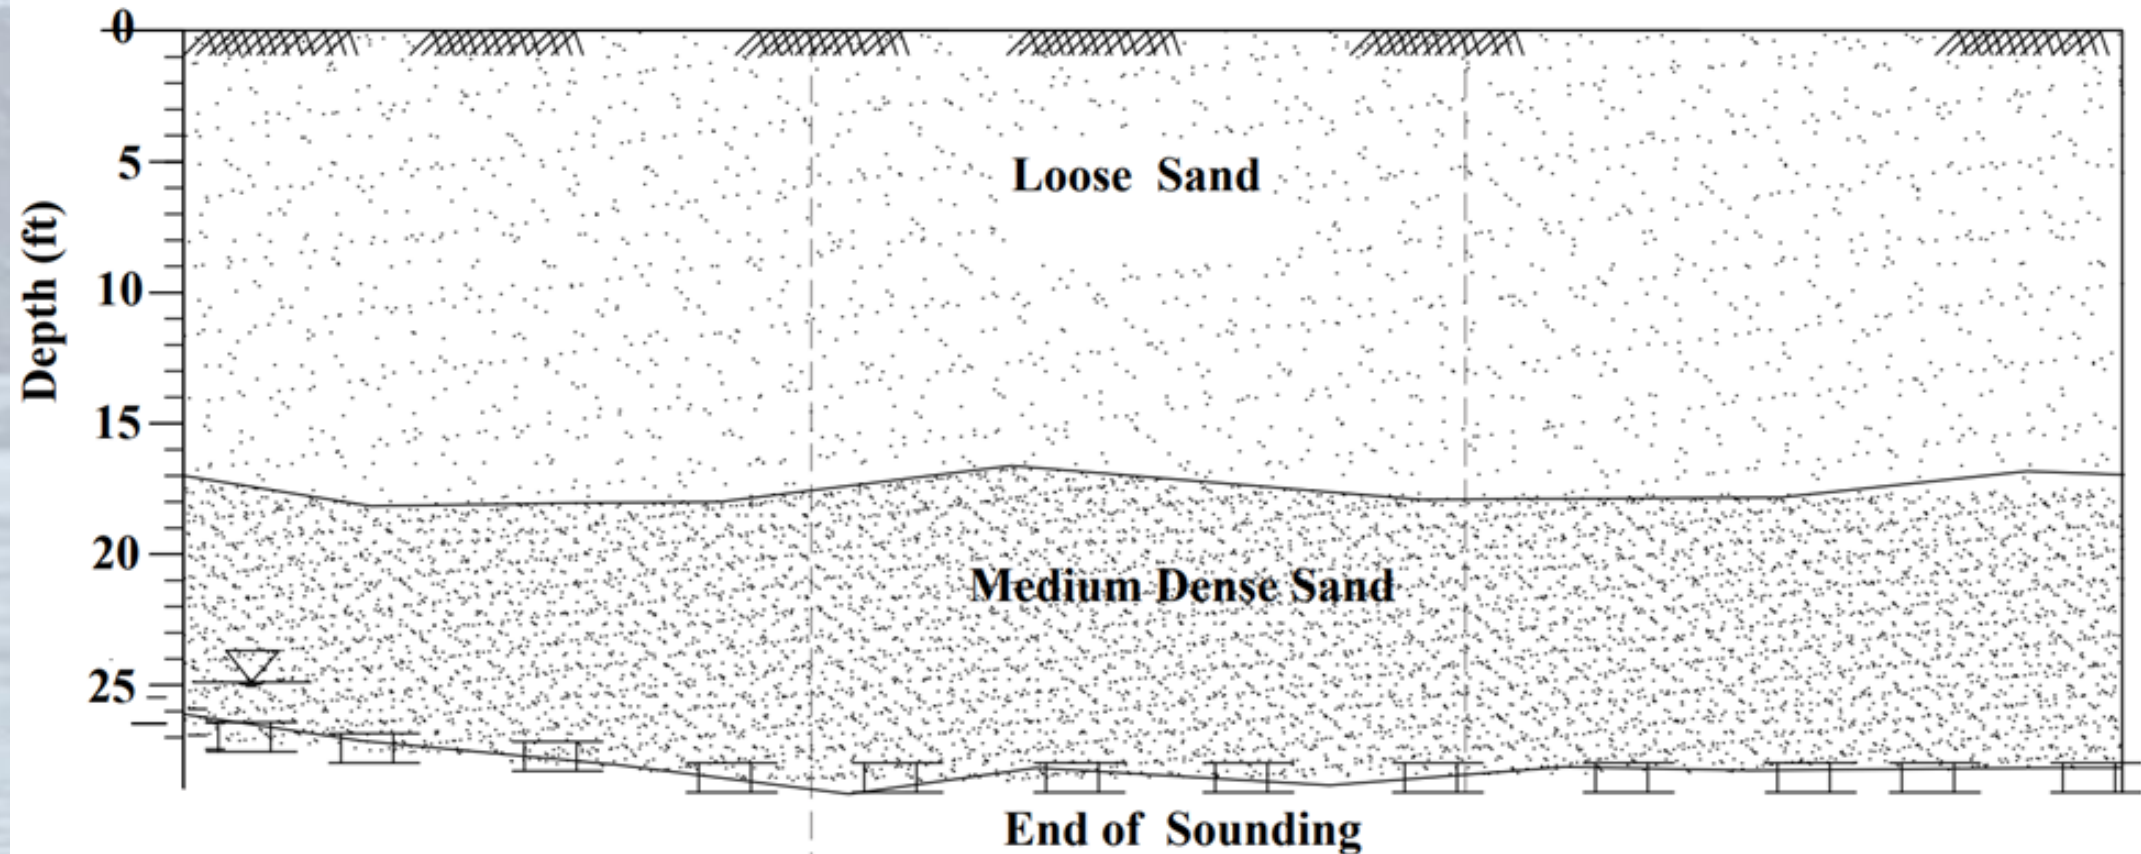 0
5
Loose Sand
10
Depth (ft)
15
20
Medium Dense Sand
25
End of Sounding